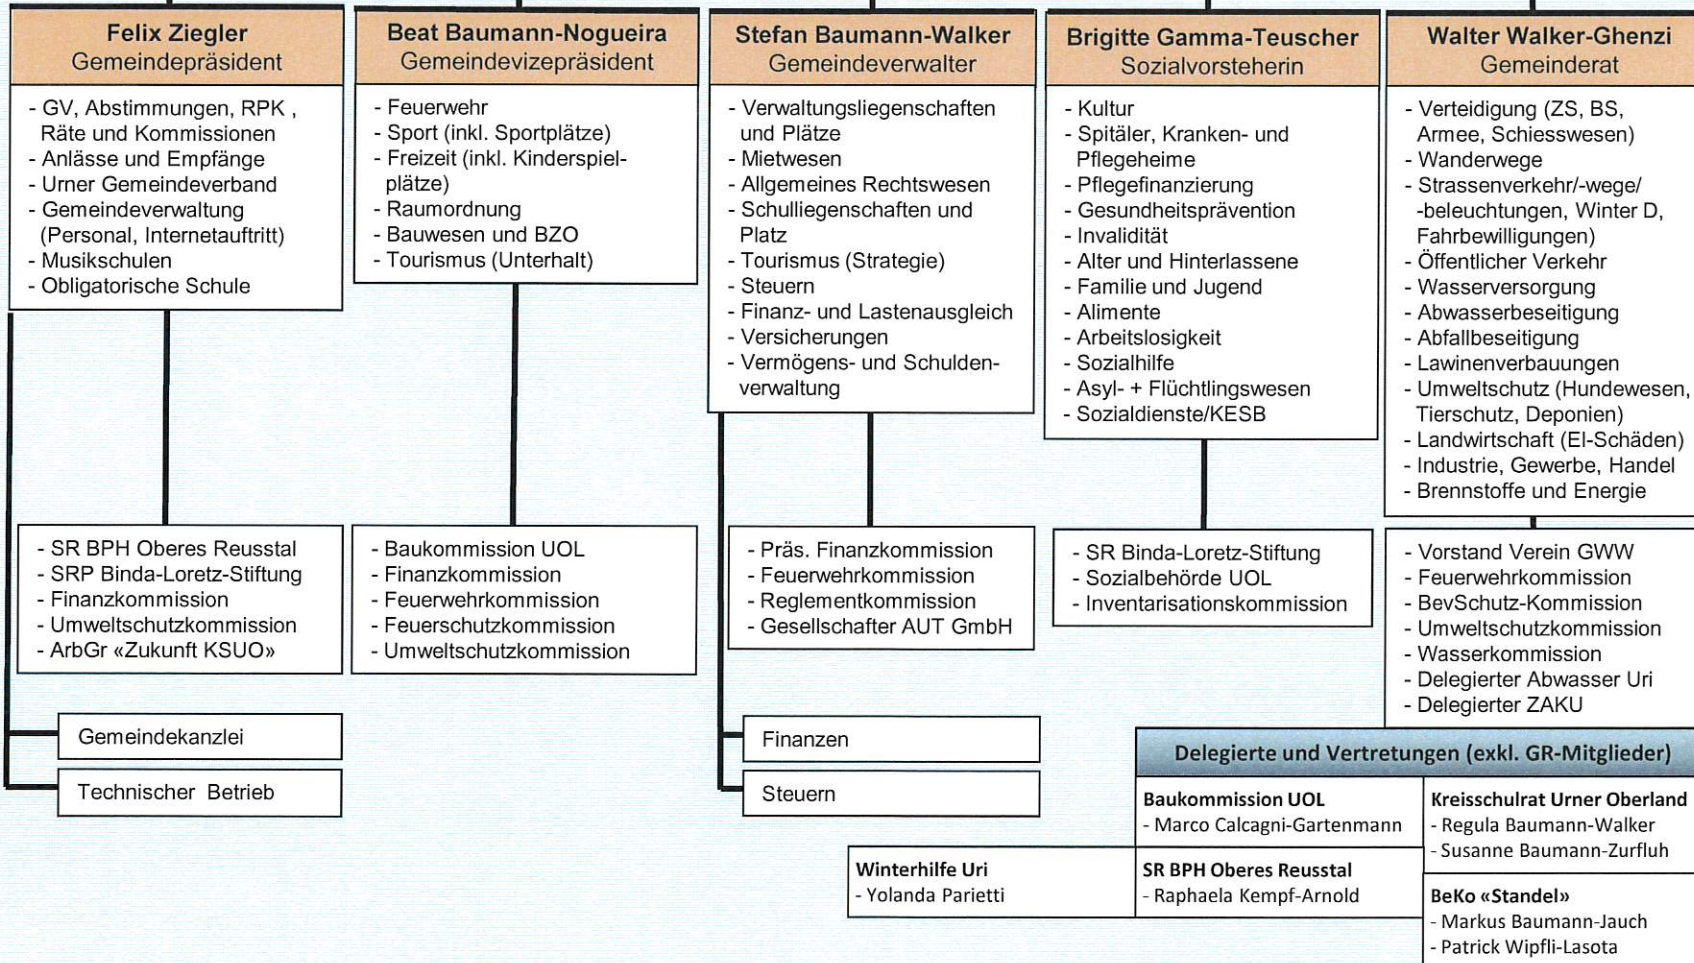 Felix Ziegler
Gemeindepräsident
- GV, Abstimmungen, RPK ,
Räte und Kommissionen
- Anlässe und Empfänge
- Urner Gemeindeverband
- Gemeindeverwaltung
(Personal, Internetauftritt)
- Musikschulen
- Obligatorische Schule
- SR BPH Oberes Reusstal
- SRP Binda-Loretz-Stiftung
- Finanzkommission
- Umweltschutzkommission
- ArbGr «Zukunft KSUO»
Gemeindekanzlei
Technischer Betrieb
Beat Baumann-Nogueira
Gemeindevizepräsident
- Feuerwehr
- Sport (inkl. Sportplätze)
- Freizeit (inkl. Kinderspiel-
plätze)
- Raumordnung
- Bauwesen und BZO
- Tourismus (Unterhalt)
- Baukommission UOL
- Finanzkommission
- Feuerwehrkommission
- Feuerschutzkommission
- Umweltschutzkommission
Stefan Baumann-Walker
Gemeindeverwalter
- Verwaltungsliegenschaften
und Plätze
- Mietwesen
- Allgemeines Rechtswesen
- Schulliegenschaften und
Platz
- Tourismus (Strategie)
- Steuern
- Finanz- und Lastenausgleich
- Versicherungen
- Vermögens- und Schulden-
verwaltung
- Präs. Finanzkommission
- Feuerwehrkommission
- Reglementkommission
- Gesellschafter AUT GmbH
Finanzen
Steuern
Brigitte Gamma-Teuscher
Sozialvorsteherin
- Kultur
- Spitäler, Kranken- und
Pflegeheime
- Pflegefinanzierung
- Gesundheitsprävention
- Invalidität
- Alter und Hinterlassene
- Familie und Jugend
- Alimente
- Arbeitslosigkeit
- Sozialhilfe
- Asyl- + Flüchtlingswesen
- Sozialdienste/KESB
- SR Binda-Loretz-Stiftung
- Sozialbehörde UOL
- Inventarisationskommission
Walter Walker-Ghenzi
Gemeinderat
- Verteidigung (ZS, BS,
Armee, Schiesswesen)
- Wanderwege
- Strassenverkehr/-wege/
-beleuchtungen, Winter D,
Fahrbewilligungen)
- Öffentlicher Verkehr
- Wasserversorgung
- Abwasserbeseitigung
- Abfallbeseitigung
- Lawinenverbauungen
- Umweltschutz (Hundewesen,
Tierschutz, Deponien)
- Landwirtschaft (El-Schäden)
- Industrie, Gewerbe, Handel
- Brennstoffe und Energie
- Vorstand Verein GWW
- Feuerwehrkommission
- BevSchutz-Kommission
- Umweltschutzkommission
- Wasserkommission
- Delegierter Abwasser Uri
- Delegierter ZAKU
Delegierte und Vertretungen (exkl. GR-Mitglieder)
Baukommission UOL
- Marco Calcagni-Gartenmann
Kreisschulrat Urner Oberland
- Regula Baumann-Walker
- Susanne Baumann-Zurfluh
Winterhilfe Uri
- Yolanda Parietti
SR BPH Oberes Reusstal
- Raphaela Kempf-Arnold
BeKo «Standel»
- Markus Baumann-Jauch
- Patrick Wipfli-Lasota